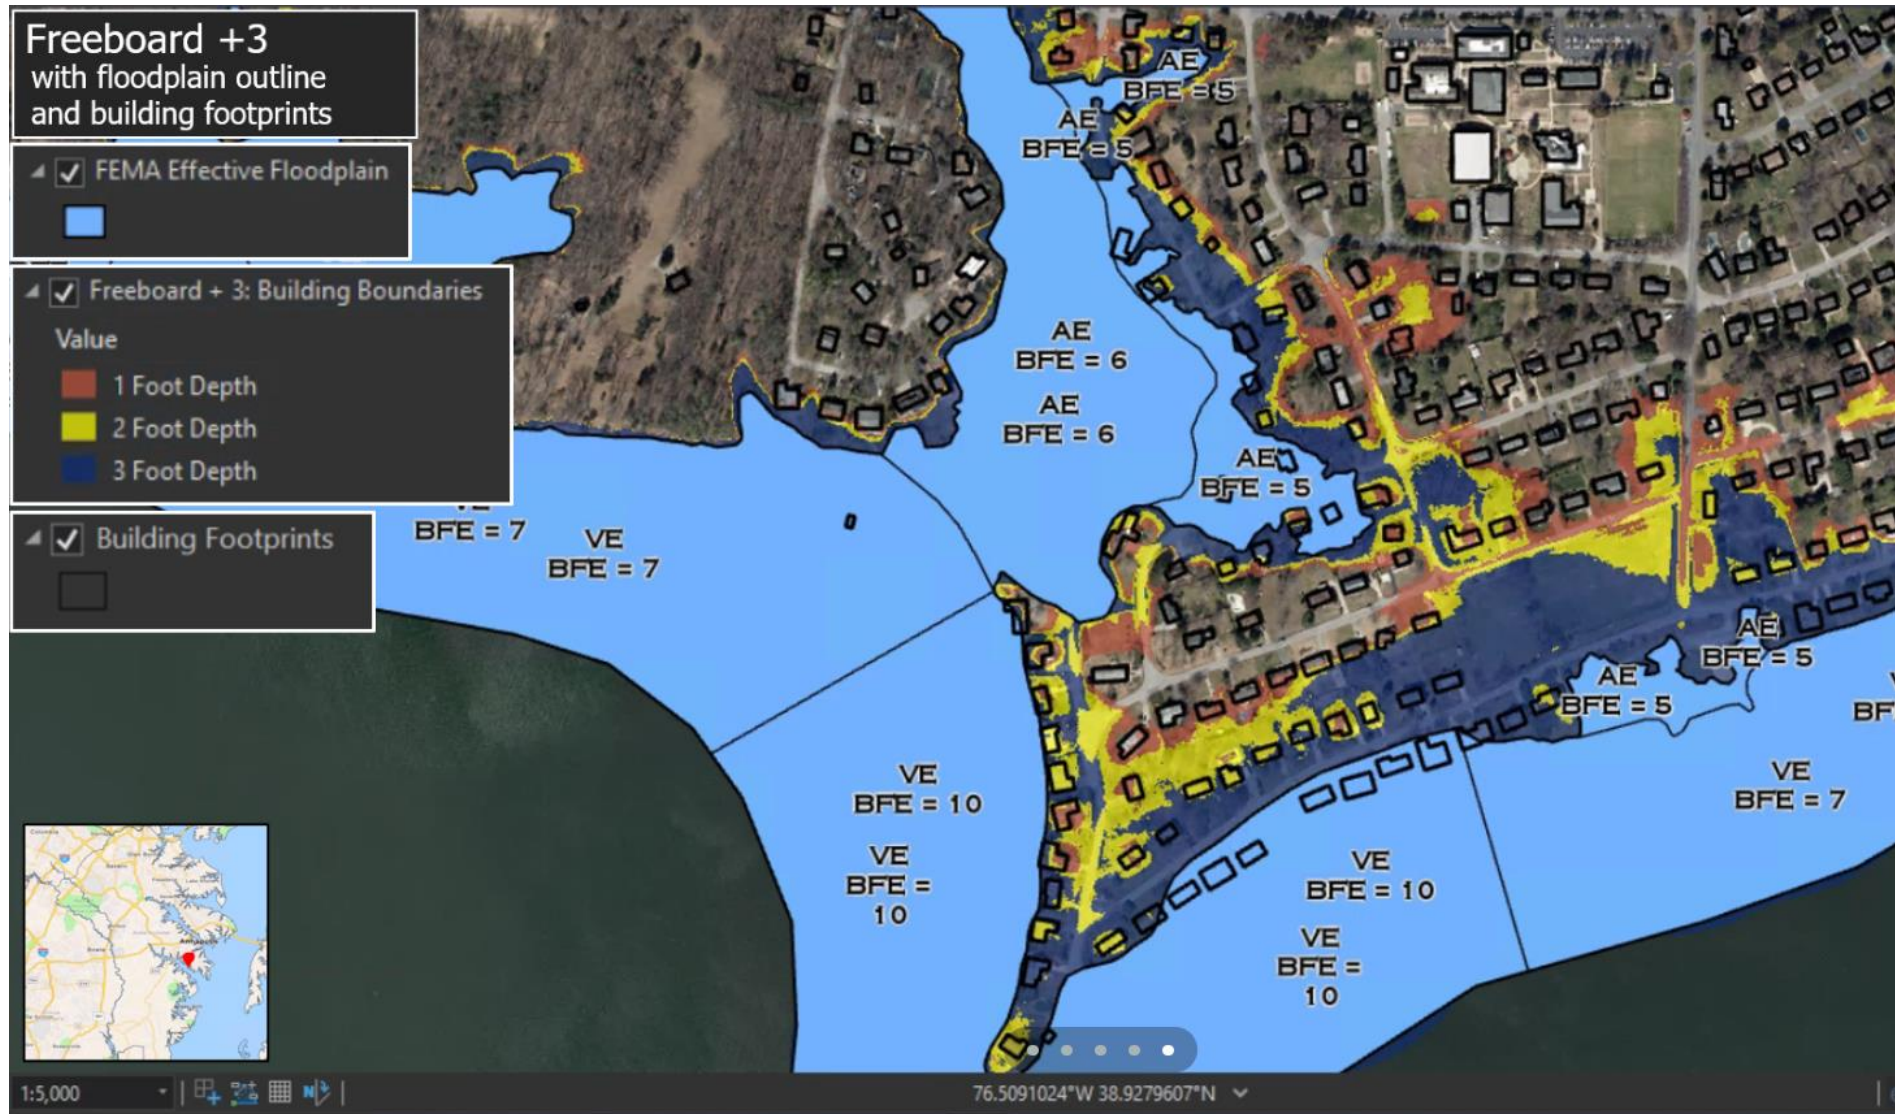 Freeboard +3
with floodplain outline
and building footprints
FEMA Effective Floodplain
Freeboard + 3: Building Boundaries
Value
1 Foot Depth
2 Foot Depth
3 Foot Depth
Building Footprints
AE
BFE = 5
AE
BFE = 5
AE
BFE = 6
AE
BFE = 6
AE
BFE = 5
BFE = 7
VE
BFE = 7
AE
BFE = 5
AE
BFE = 5
BF
VE
BFE = 7
VE
BFE = 10
VE
BFE =
10
VE
BFE = 10
VE
BFE =
10
Annapolis
1:5,000
N
76.5091024°W 38.9279607°N